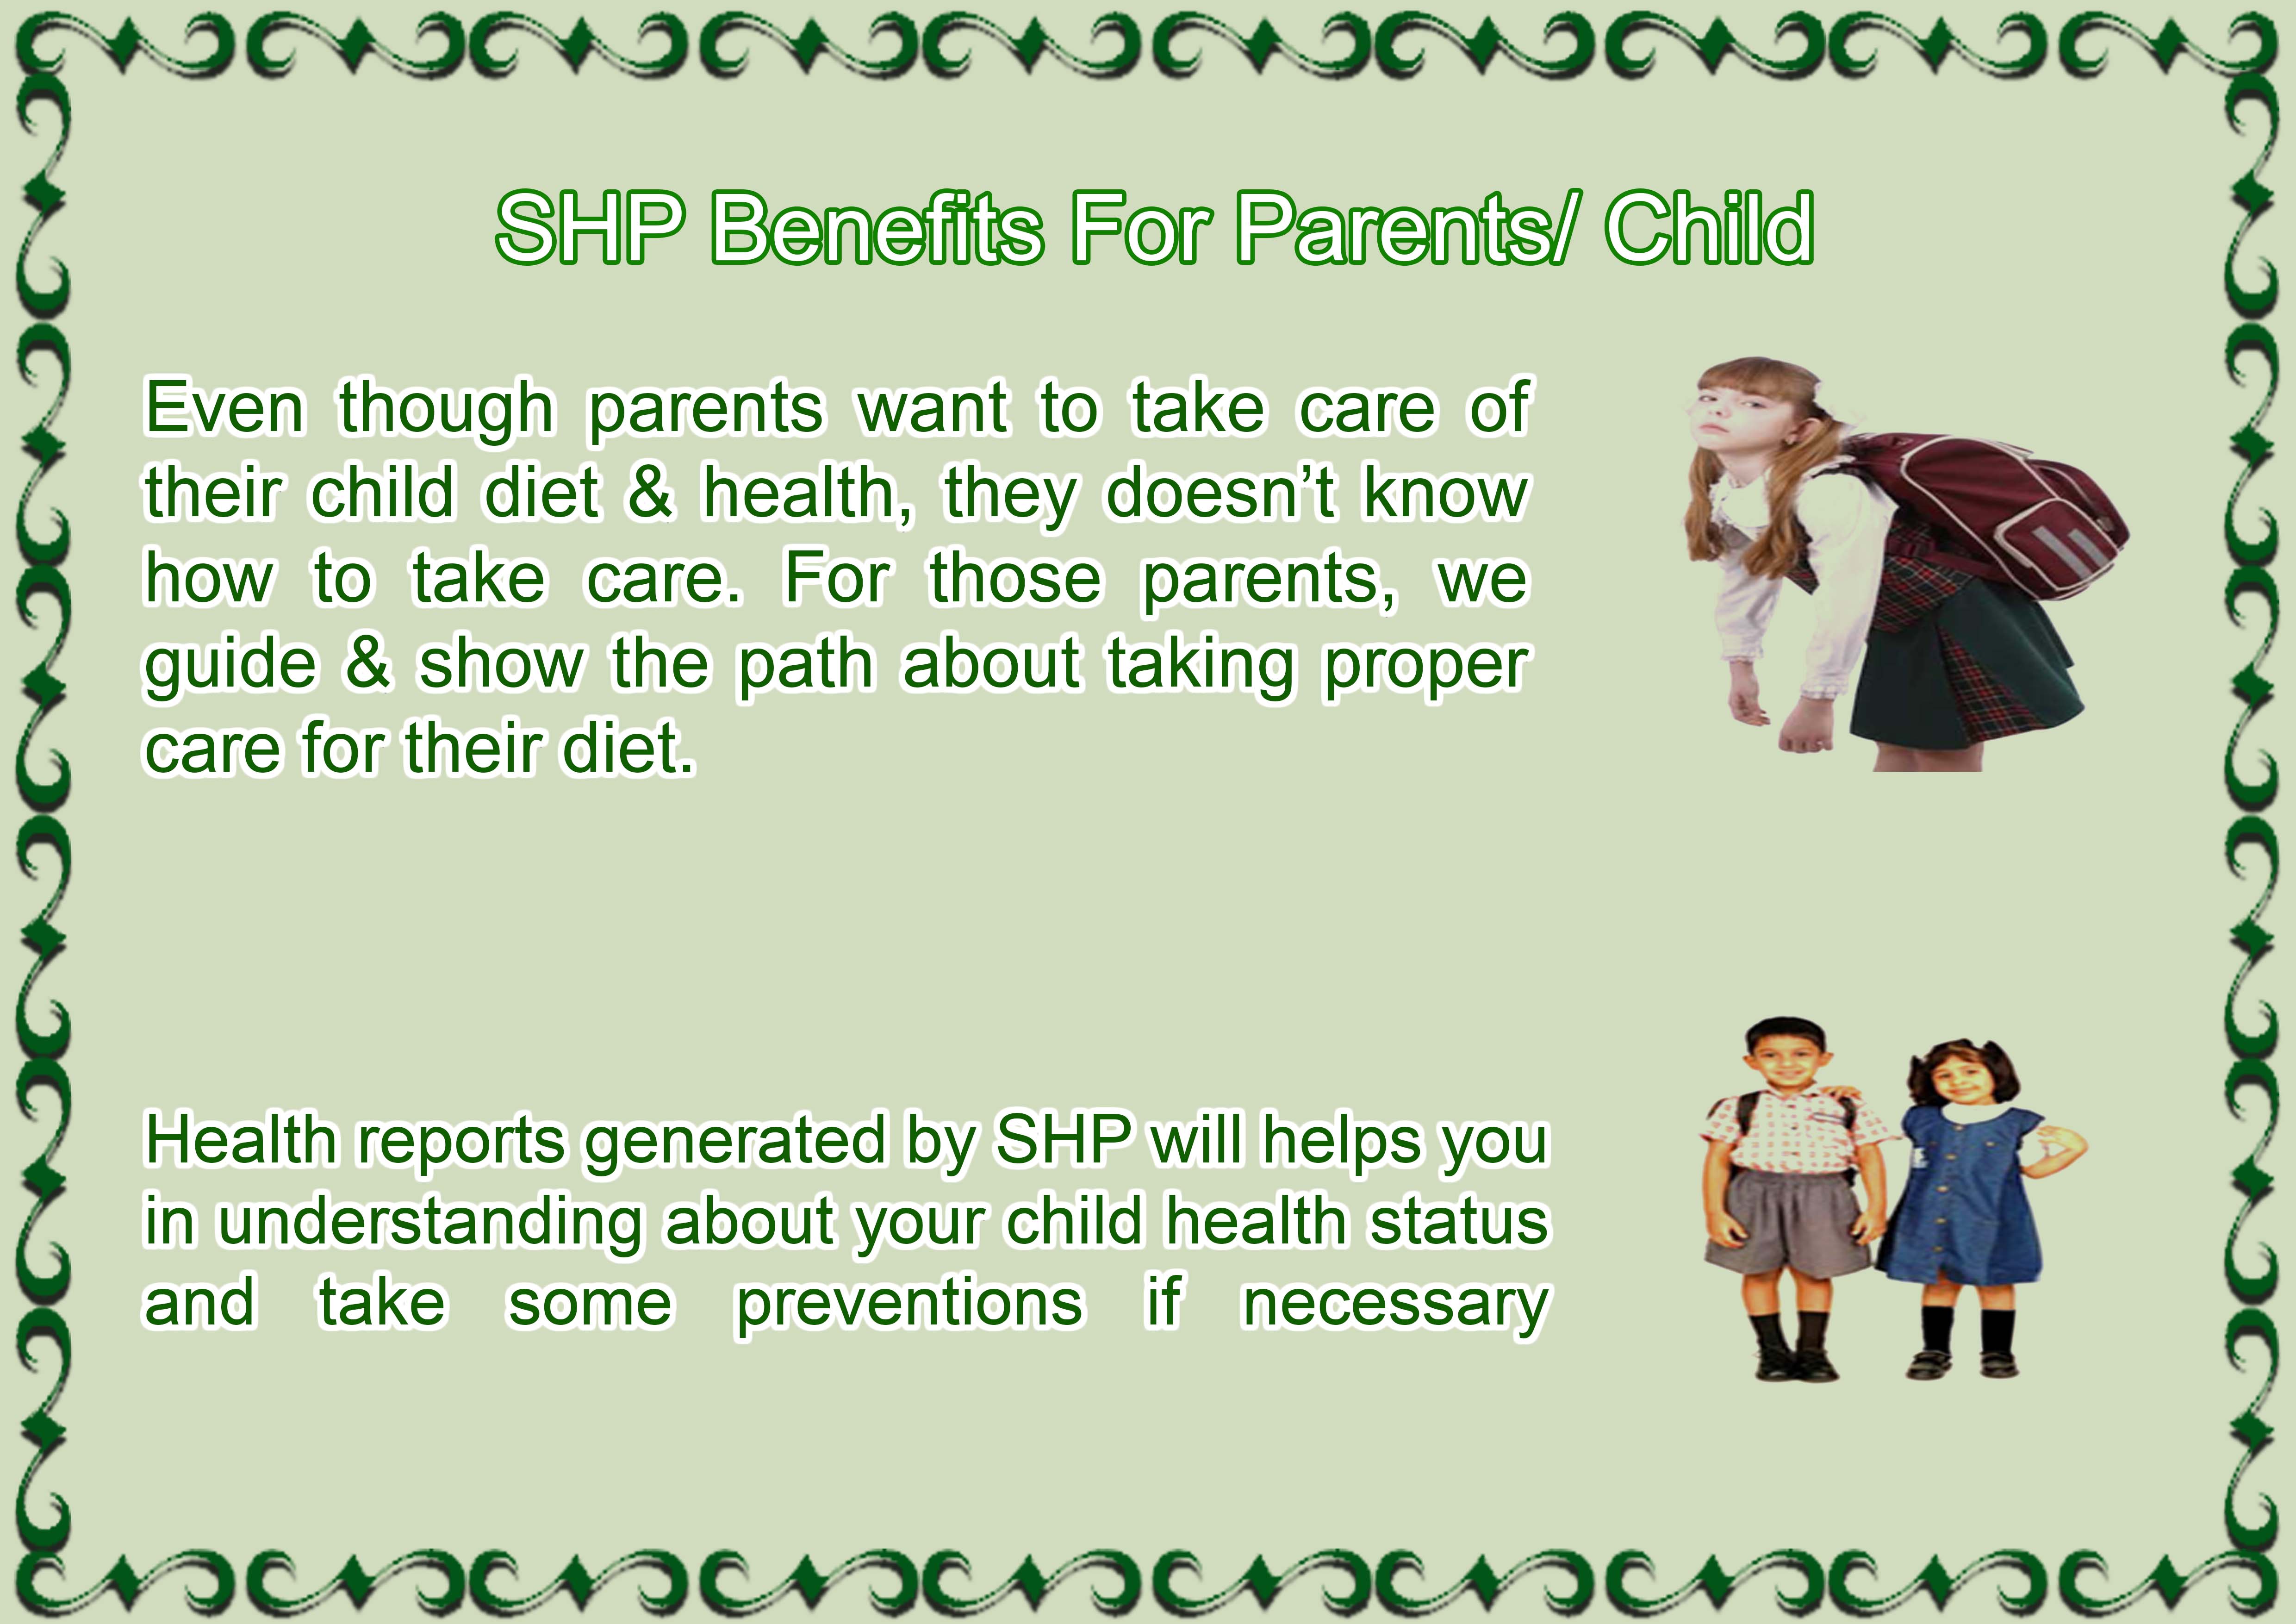 SHP Benefits For Parents/ Child
Even though parents want to take care of
their child diet & health, they doesn’t know
how to take care. For those parents, we
guide & show the path about taking proper
care for their diet.
Health reports generated by SHP will helps you
in understanding about your child health status
and take some preventions if necessary